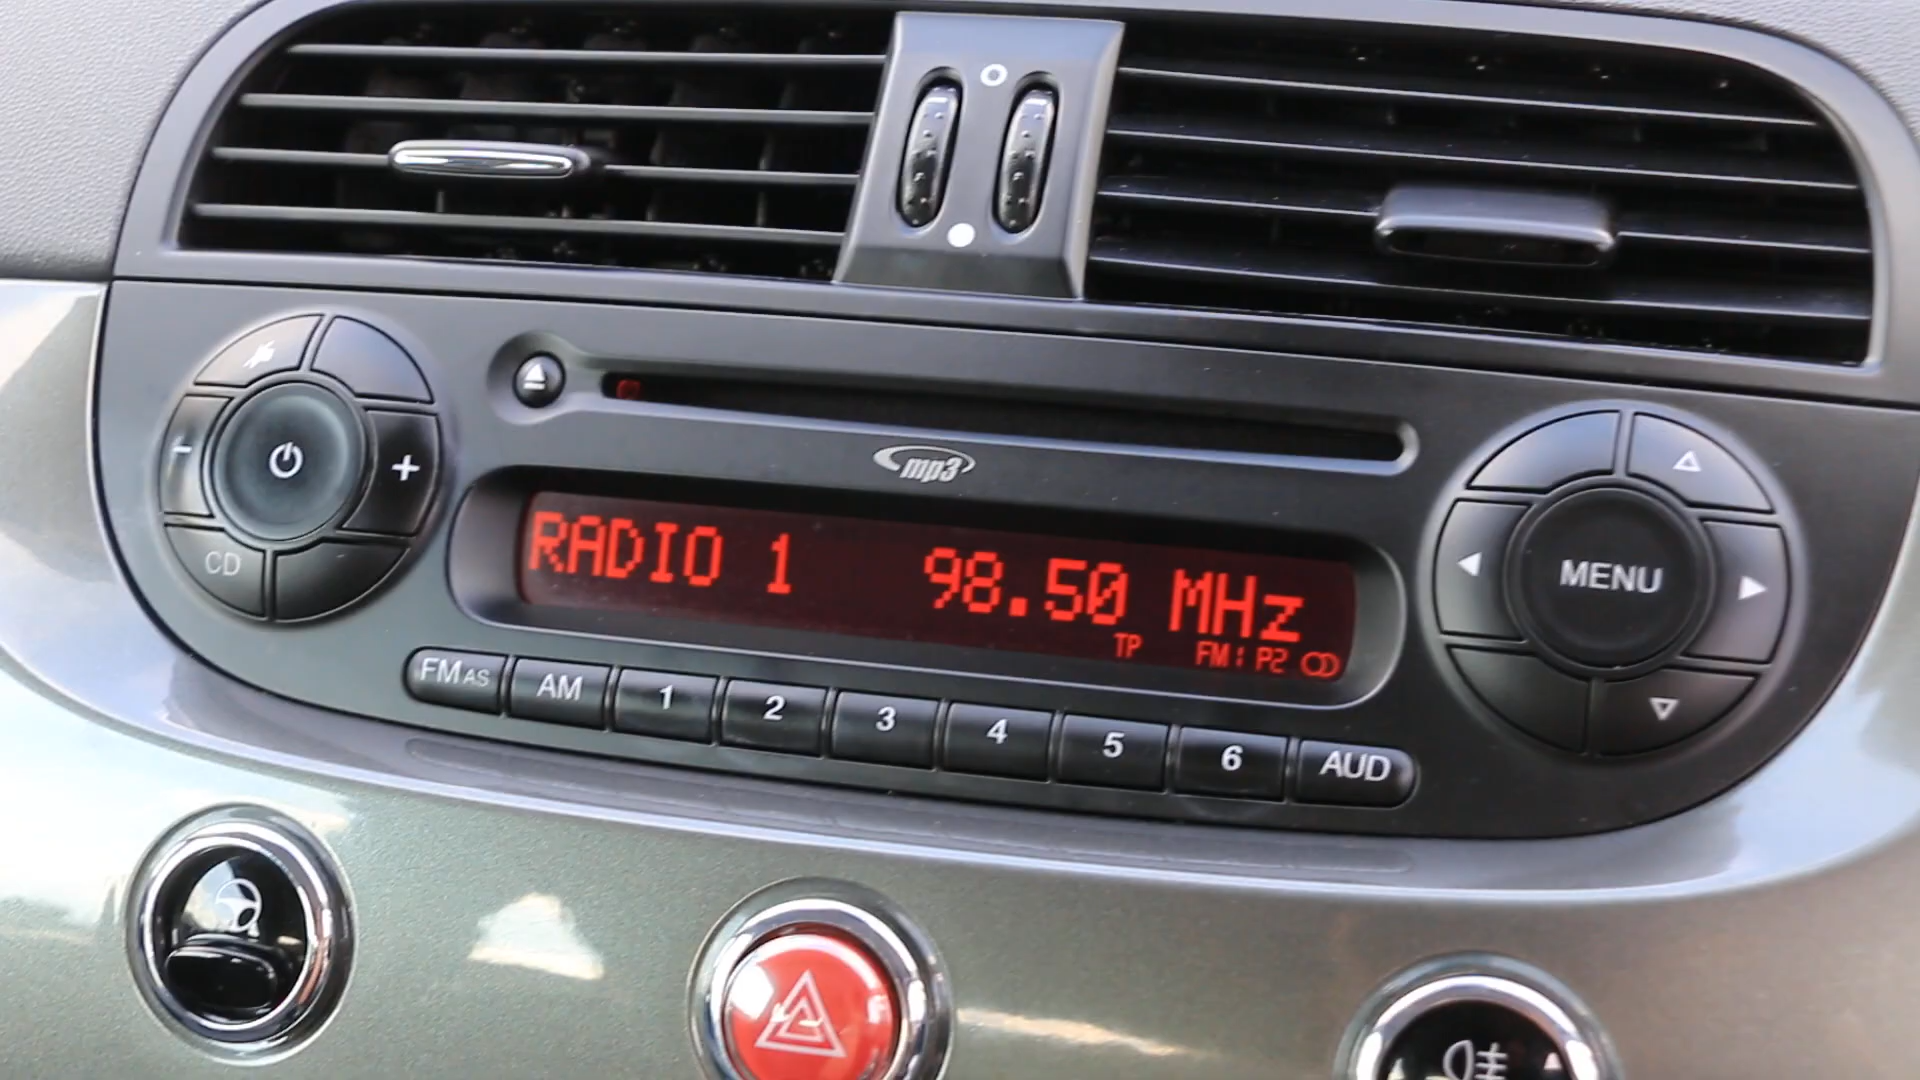 mp3
RADIO 1 98.50 MHz
TP FM1 P2
CD
MENU
FM AS AM 1 2 3 4 5 6 AUD